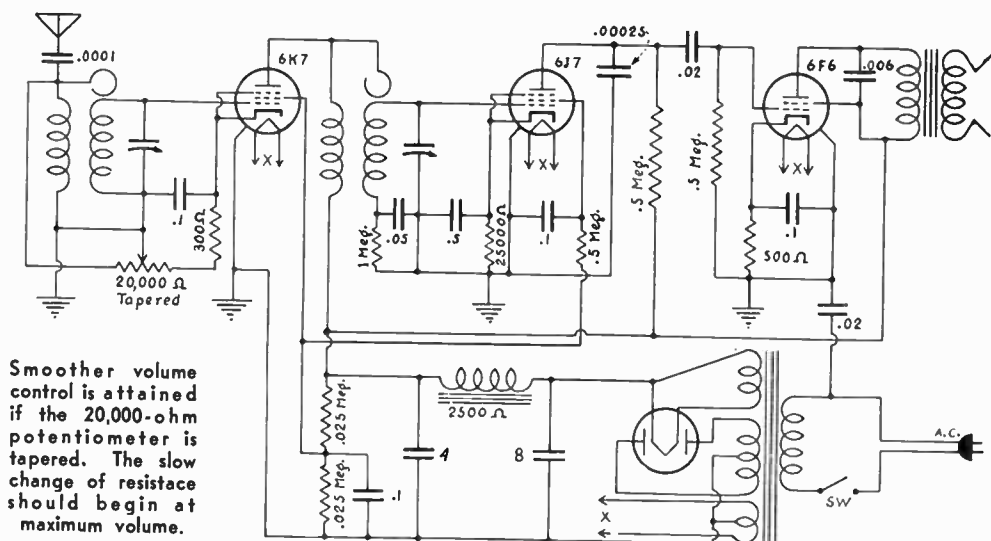 .0001
6K7
6J7
.00025
.02
6F6
.006
X
X
X
.1
300Ω
1 Meg.
.05
.5
25000Ω
.1
.5 Meg.
.5 Meg.
.5 Meg.
.1
500Ω
20,000 Ω
Tapered
.02
Smoother volume
control is attained
if the 20,000-ohm
potentiometer is
tapered. The slow
change of resistace
should begin at
maximum volume.
.025 Meg.
.025 Meg.
.1
4
2500Ω
8
X
A.C.
SW